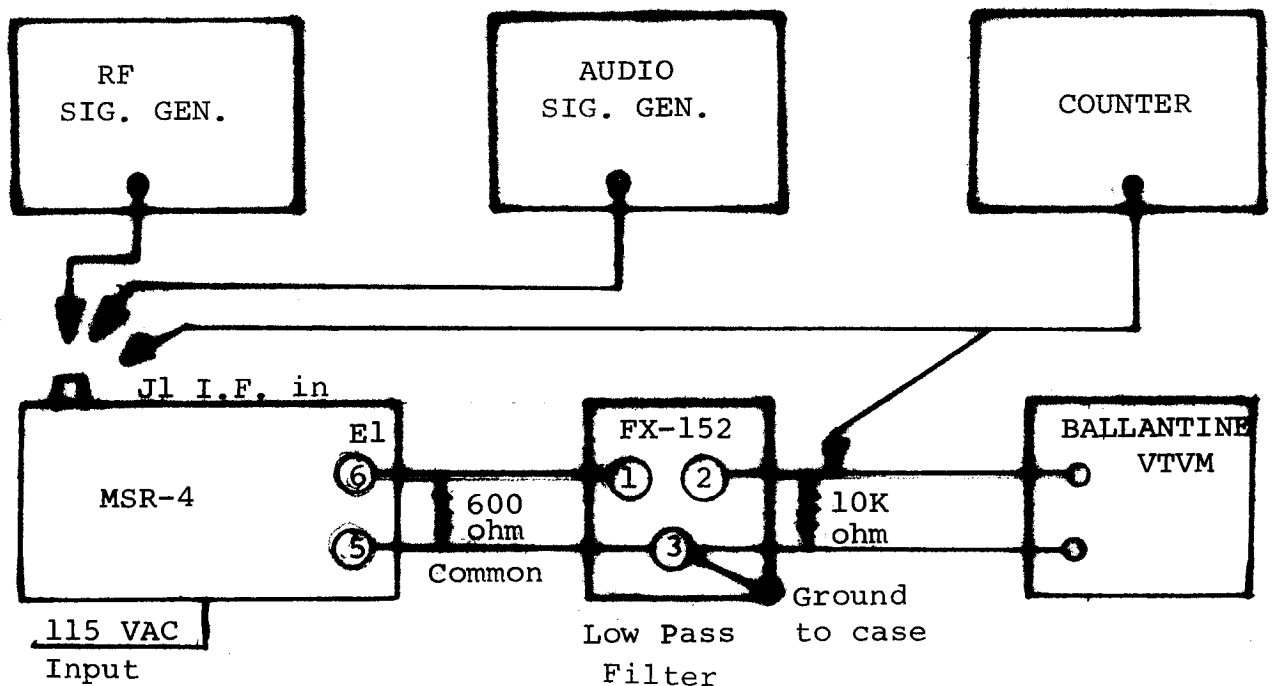 RF
SIG. GEN.
AUDIO
SIG. GEN.
COUNTER
J1 I.F. in
E1
MSR-4
6
5
600
ohm
Common
FX-152
1
2
3
10K
ohm
BALLANTINE
VTVM
Ground
to case
115 VAC
Input
Low Pass
Filter